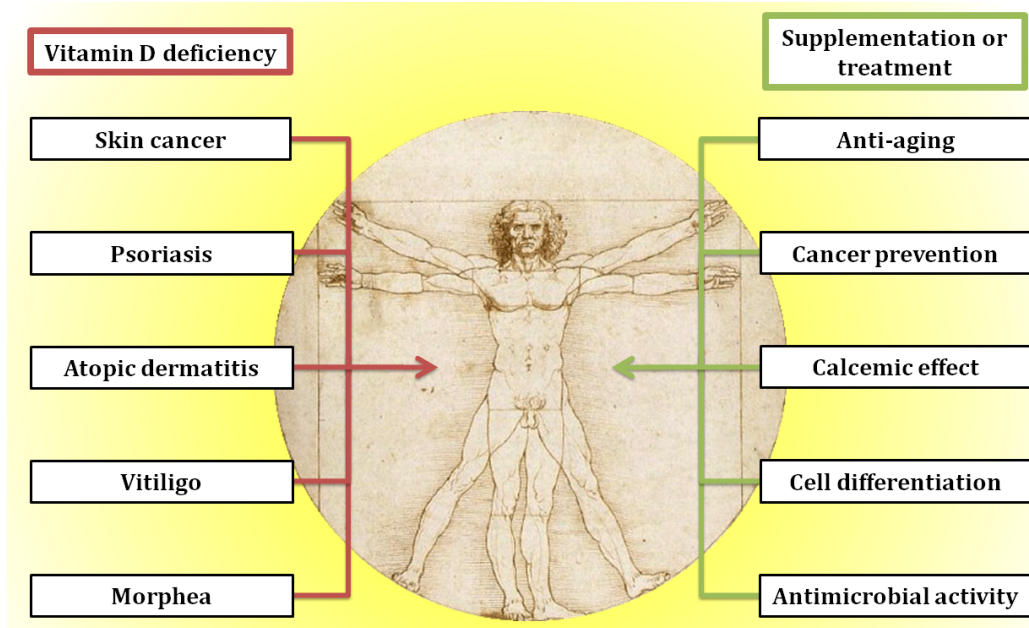 Vitamin D deficiency
Supplementation or
treatment
Skin cancer
Anti-aging
Psoriasis
Cancer prevention
Atopic dermatitis
Calcemic effect
Vitiligo
Cell differentiation
Morphea
Antimicrobial activity